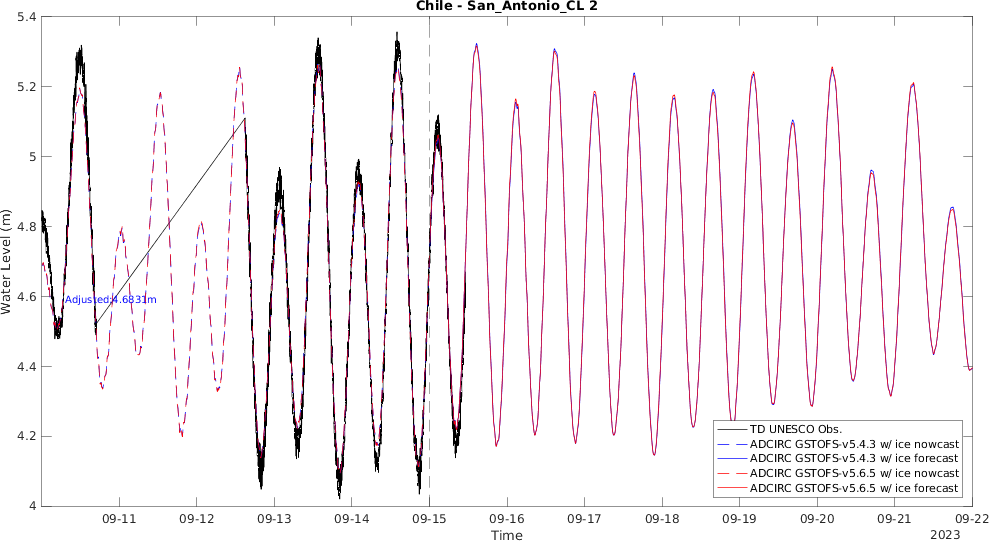 Chile - San_Antonio_CL 2
5.4
5.2
5
4.8
4.6
4.4
4.2
4
Water Level (m)
Adjusted:4.6831m
TD UNESCO Obs.
ADCIRC GSTOFS-v5.4.3 w/ ice nowcast
ADCIRC GSTOFS-v5.4.3 w/ ice forecast
ADCIRC GSTOFS-v5.6.5 w/ ice nowcast
ADCIRC GSTOFS-v5.6.5 w/ ice forecast
09-11 09-12 09-13 09-14 09-15 09-16 09-17 09-18 09-19 09-20 09-21 09-22
Time
2023